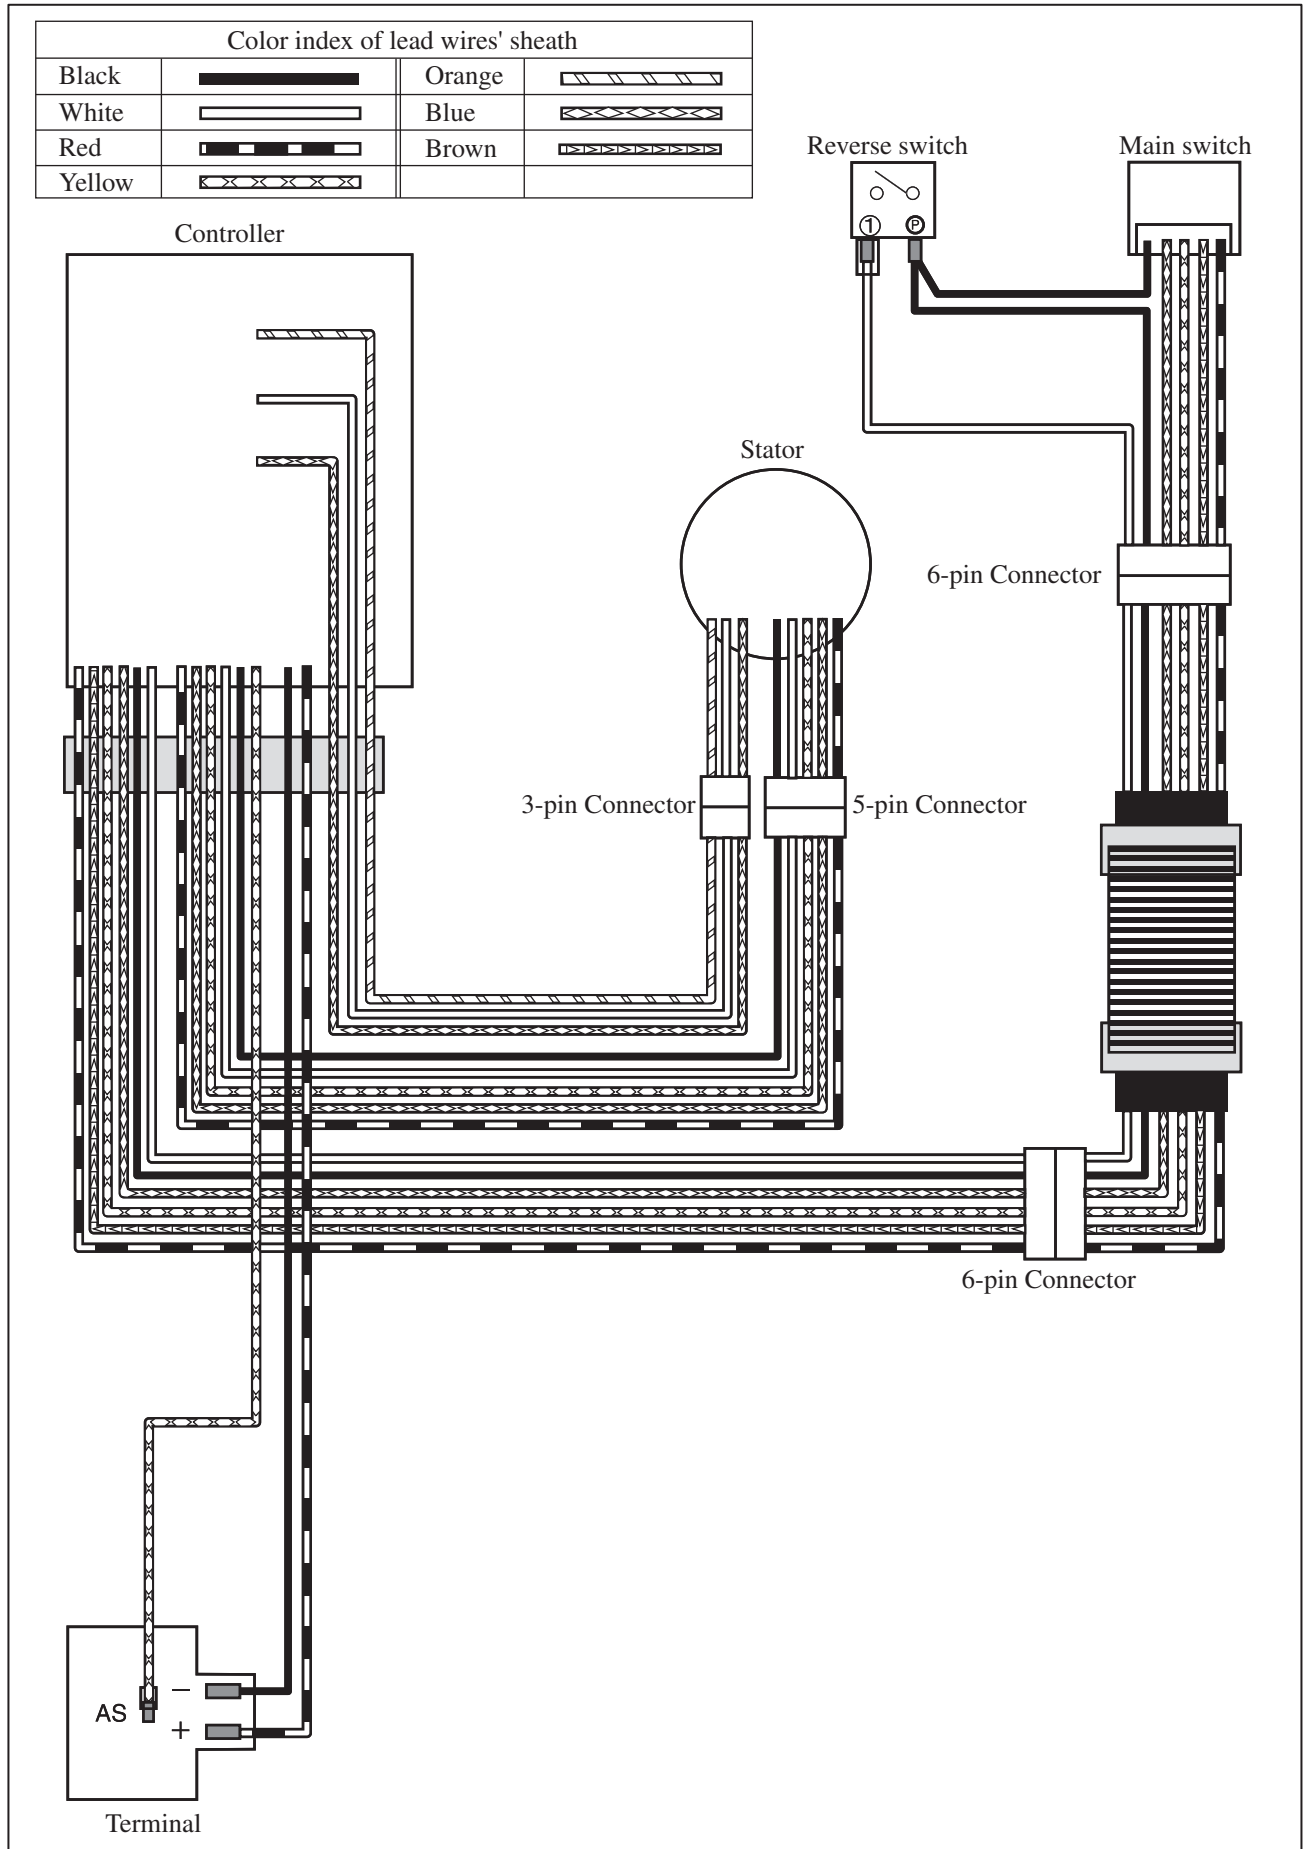 Color index of lead wires' sheath
Black
Orange
White
Blue
Red
Brown
Yellow
Reverse switch
Main switch
1 P
Controller
Stator
6-pin Connector
3-pin Connector
5-pin Connector
6-pin Connector
−
AS
+
Terminal